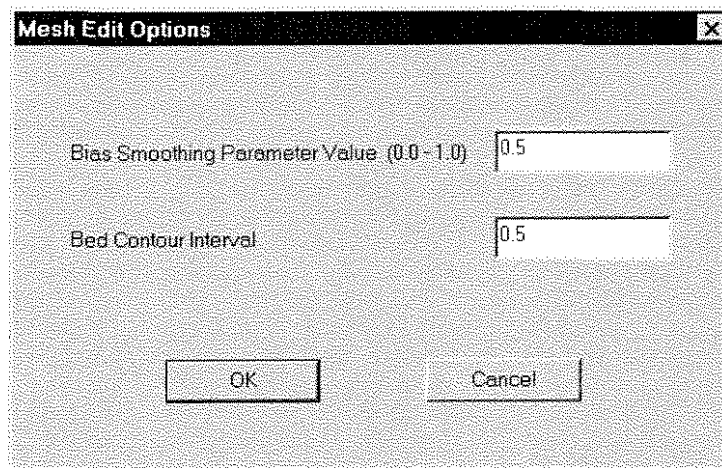 Mesh Edit Options
Bias Smoothing Parameter Value (0.0 - 1.0) 0.5
Bed Contour Interval 0.5
OK Cancel